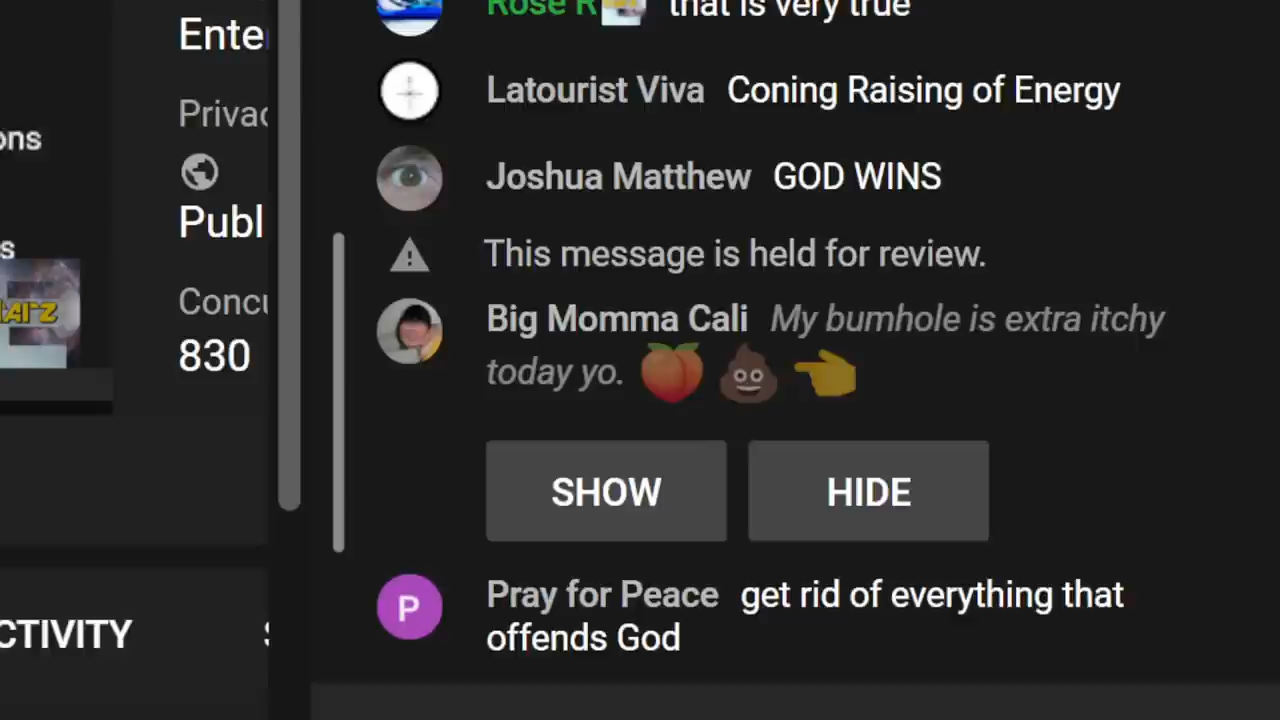 Ente
Privac
ons
Publ
s
Concu
830
CTIVITY
Rose R that is very true
Latourist Viva Coning Raising of Energy
Joshua Matthew GOD WINS
This message is held for review.
Big Momma Cali My bumhole is extra itchy
today yo. 🍑 💩 👈
SHOW HIDE
P Pray for Peace get rid of everything that
offends God